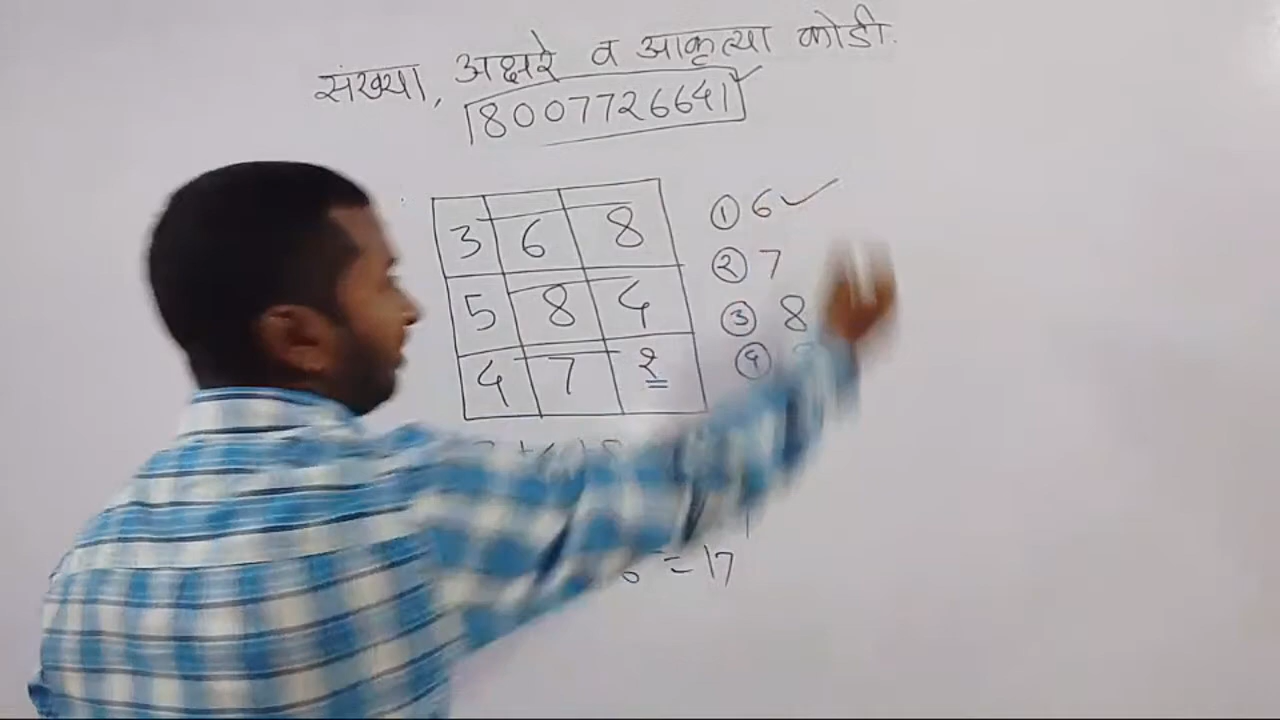 संख्या, अक्षरे व आकृत्या कोडी.
8007726641
3 6 8
5 8 4
4 7 ?
① 6 ✓
② 7
③ 8
④
= 17